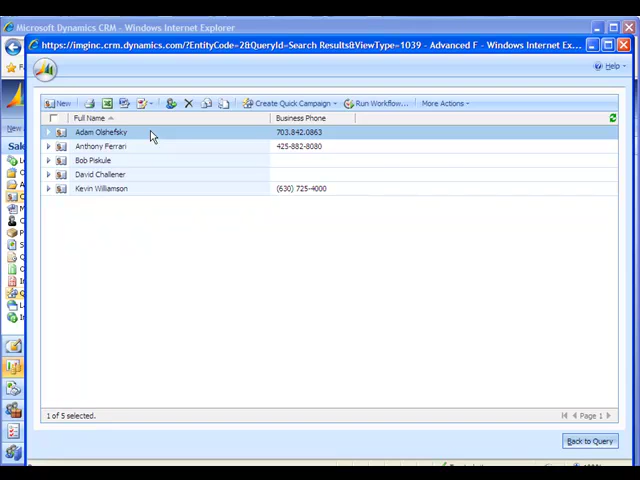 Microsoft Dynamics CRM - Windows Internet Explorer
https://imginc.crm.dynamics.com/?EntityCode=2&QueryId=Search Results&ViewType=1039 - Advanced F - Windows Internet Ex...
Help
New
Create Quick Campaign
Run Workflow...
More Actions
Full Name
Business Phone
Adam Olshefsky
703.842.0863
Anthony Ferrari
425-882-8080
Bob Piskule
David Challener
Kevin Williamson
(630) 725-4000
New
Sale
1 of 5 selected.
Page 1
Back to Query